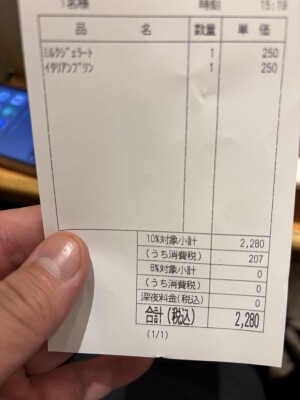 1名様 時刻 15:19
品 名 数量 単価
ミルクジェラート 1 250
イタリアンプリン 1 250
10%対象小計 2,280
(うち消費税) 207
8%対象小計 0
(うち消費税) 0
深夜料金(税込) 0
合計(税込) 2,280
(1/1)